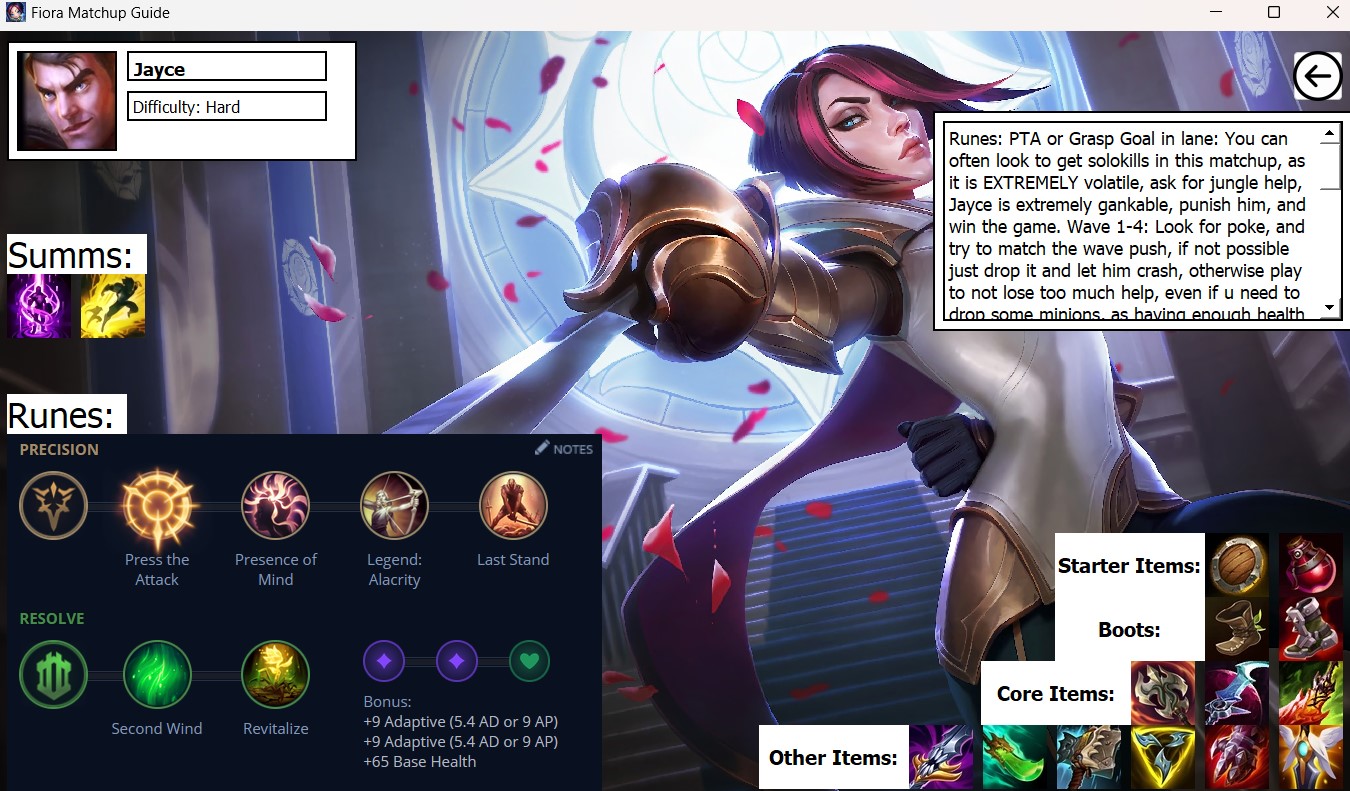 Fiora Matchup Guide
Jayce
Difficulty: Hard
Runes: PTA or Grasp Goal in lane: You can
often look to get solokills in this matchup, as
it is EXTREMELY volatile, ask for jungle help,
Jayce is extremely gankable, punish him, and
win the game. Wave 1-4: Look for poke, and
try to match the wave push, if not possible
just drop it and let him crash, otherwise play
to not lose too much help, even if u need to
drop some minions, as having enough health
Summs:
Runes:
PRECISION
NOTES
Press the
Attack
Presence of
Mind
Legend:
Alacrity
Last Stand
RESOLVE
Second Wind
Revitalize
Bonus:
+9 Adaptive (5.4 AD or 9 AP)
+9 Adaptive (5.4 AD or 9 AP)
+65 Base Health
Starter Items:
Boots:
Core Items:
Other Items: